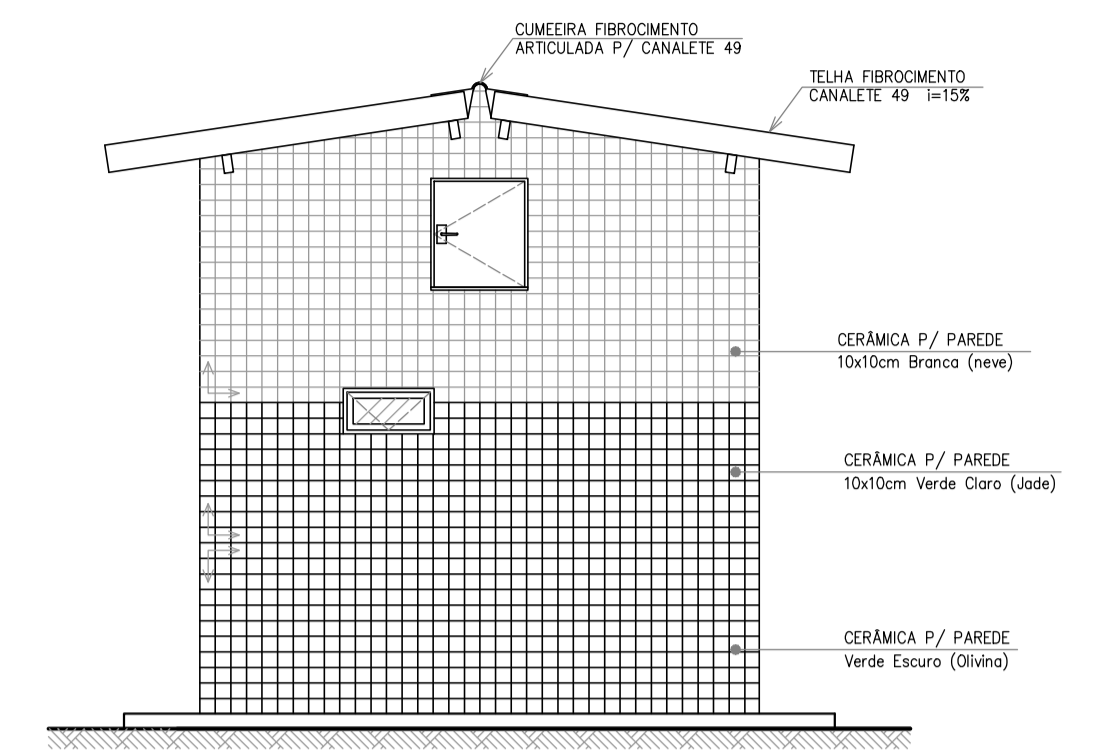 CUMEEIRA FIBROCIMENTO
ARTICULADA P/ CANALETE 49
TELHA FIBROCIMENTO
CANALETE 49 i=15%
CERÂMICA P/ PAREDE
10x10cm Branca (neve)
CERÂMICA P/ PAREDE
10x10cm Verde Claro (Jade)
CERÂMICA P/ PAREDE
Verde Escuro (Olivina)